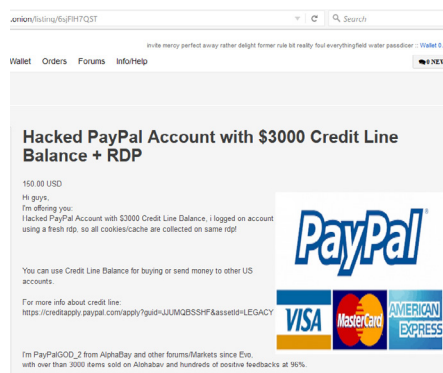 .onion/listing/6sjFlH7QST
Search
invite mercy perfect away rather delight former rule bit reality foul everythingfield water passdicer :: Wallet 0.
Wallet Orders Forums Info/Help
0 NEW
Hacked PayPal Account with $3000 Credit Line
Balance + RDP
150.00 USD
Hi guys,
I'm offering you:
Hacked PayPal Account with $3000 Credit Line Balance, i logged on account
using a fresh rdp, so all cookies/cache are collected on same rdp!
PayPal
You can use Credit Line Balance for buying or send money to other US
accounts.
For more info about credit line:
https://creditapply.paypal.com/apply?guid=JJUMQBSSHF&assetId=LEGACY
VISA MasterCard AMERICAN
EXPRESS
I'm PayPalGOD_2 from AlphaBay and other forums/Markets since Evo,
with over 3000 items sold on Alphabay and hundreds of positive feedbacks at 96%.